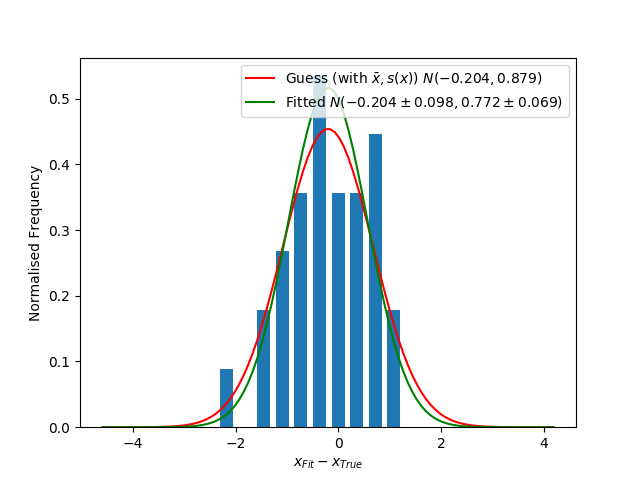 Guess (with x̄, s(x)) N(−0.204, 0.879)
Fitted N(−0.204 ± 0.098, 0.772 ± 0.069)
0.5
0.4
0.3
0.2
0.1
0.0
Normalised Frequency
−4 −2 0 2 4
x_Fit − x_True